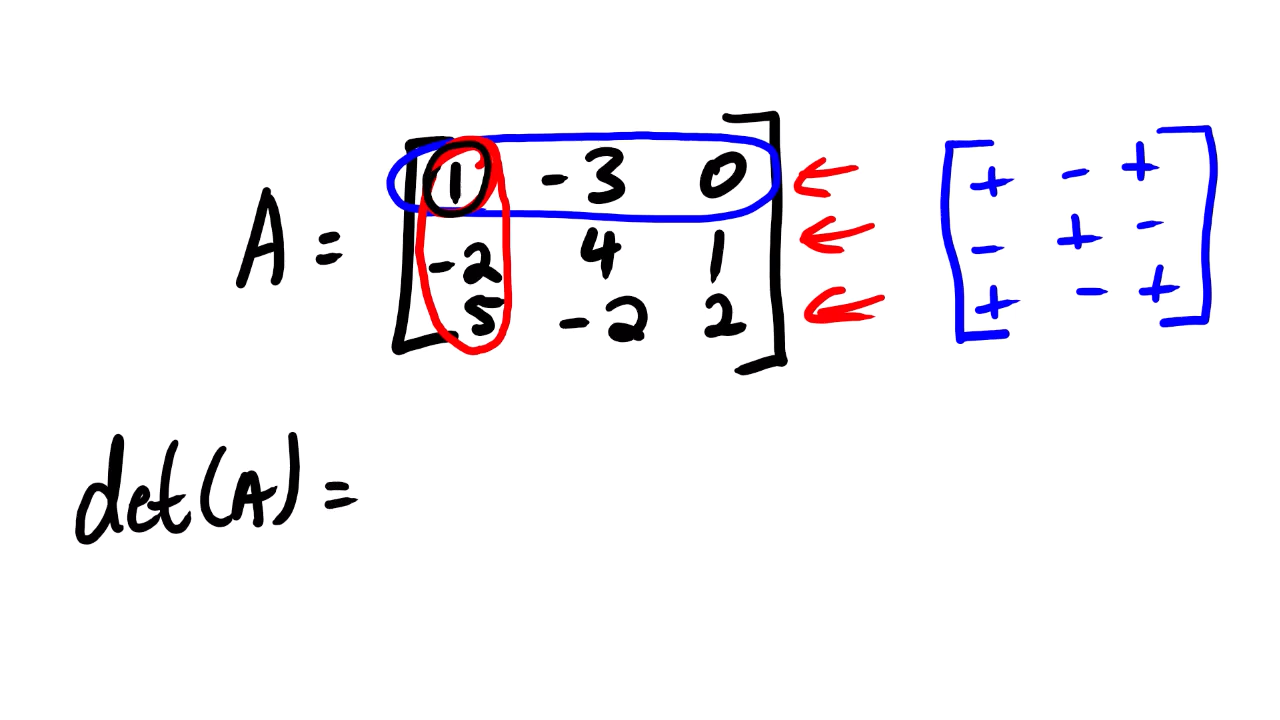 A = [1 -3 0
-2 4 1
5 -2 2]
[+ - +
- + -
+ - +]
det(A) =